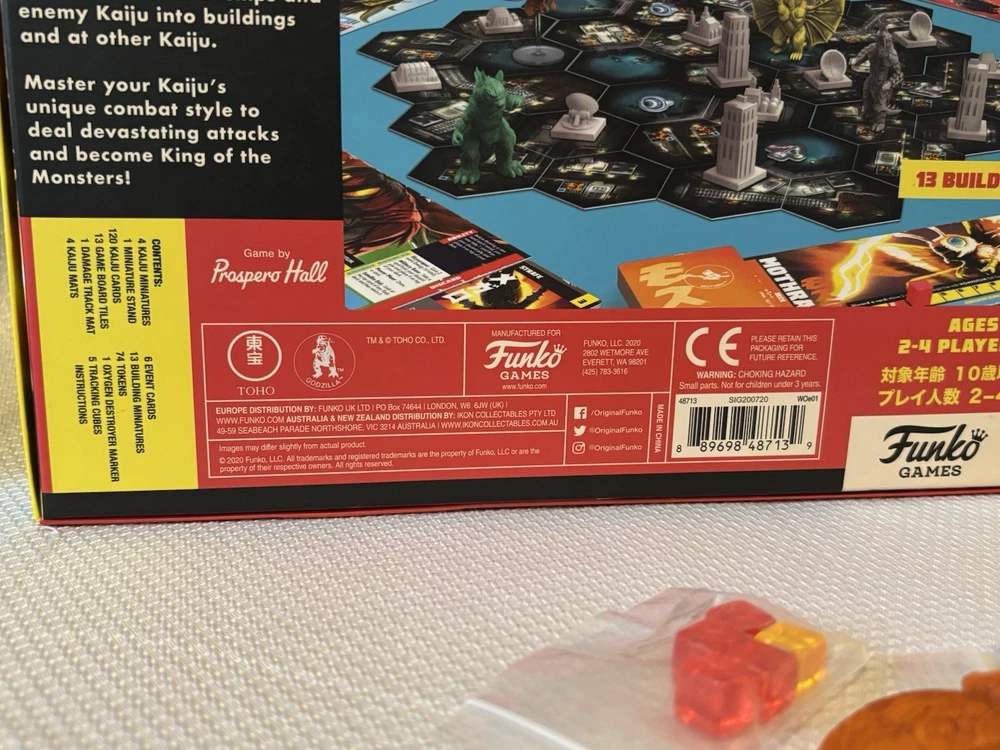 enemy Kaiju into buildings
and at other Kaiju.
Master your Kaiju's
unique combat style to
deal devastating attacks
and become King of the
Monsters!
13 BUILD
CONTENTS:
4 KAIJU MINIATURES
1 MINIATURE STAND
120 KAIJU CARDS
13 GAME BOARD TILES
1 DAMAGE TRACK MAT
4 KAIJU MATS
6 EVENT CARDS
13 BUILDING MINIATURES
74 TOKENS
1 OXYGEN DESTROYER MARKER
5 TRACKING CUBES
INSTRUCTIONS
Game by
Prospero Hall
モス
MOTHRA
東宝
TOHO
GODZILLA™
TM & © TOHO CO., LTD.
MANUFACTURED FOR
Funko
GAMES
www.funko.com
FUNKO, LLC. 2020
2802 WETMORE AVE
EVERETT, WA 98201
(425) 783-3616
CE
PLEASE RETAIN THIS
PACKAGING FOR
FUTURE REFERENCE.
WARNING: CHOKING HAZARD
Small parts. Not for children under 3 years.
EUROPE DISTRIBUTION BY: FUNKO UK LTD | PO Box 74644 | LONDON, W6 6JW (UK) |
WWW.FUNKO.COM AUSTRALIA & NEW ZEALAND DISTRIBUTION BY: IKON COLLECTABLES PTY LTD
49-59 SEABEACH PARADE NORTHSHORE, VIC 3214 AUSTRALIA | WWW.IKONCOLLECTABLES.COM.AU
Images may differ slightly from actual product.
© 2020 Funko, LLC. All trademarks and registered trademarks are the property of Funko, LLC or are the
property of their respective owners. All rights reserved.
/OriginalFunko
@OriginalFunko
@OriginalFunko
MADE IN CHINA
48713 SIG200720 WOe01
8 89698 48713 9
AGES
2-4 PLAYE
対象年齢 10歳
プレイ人数 2-4
Funko
GAMES